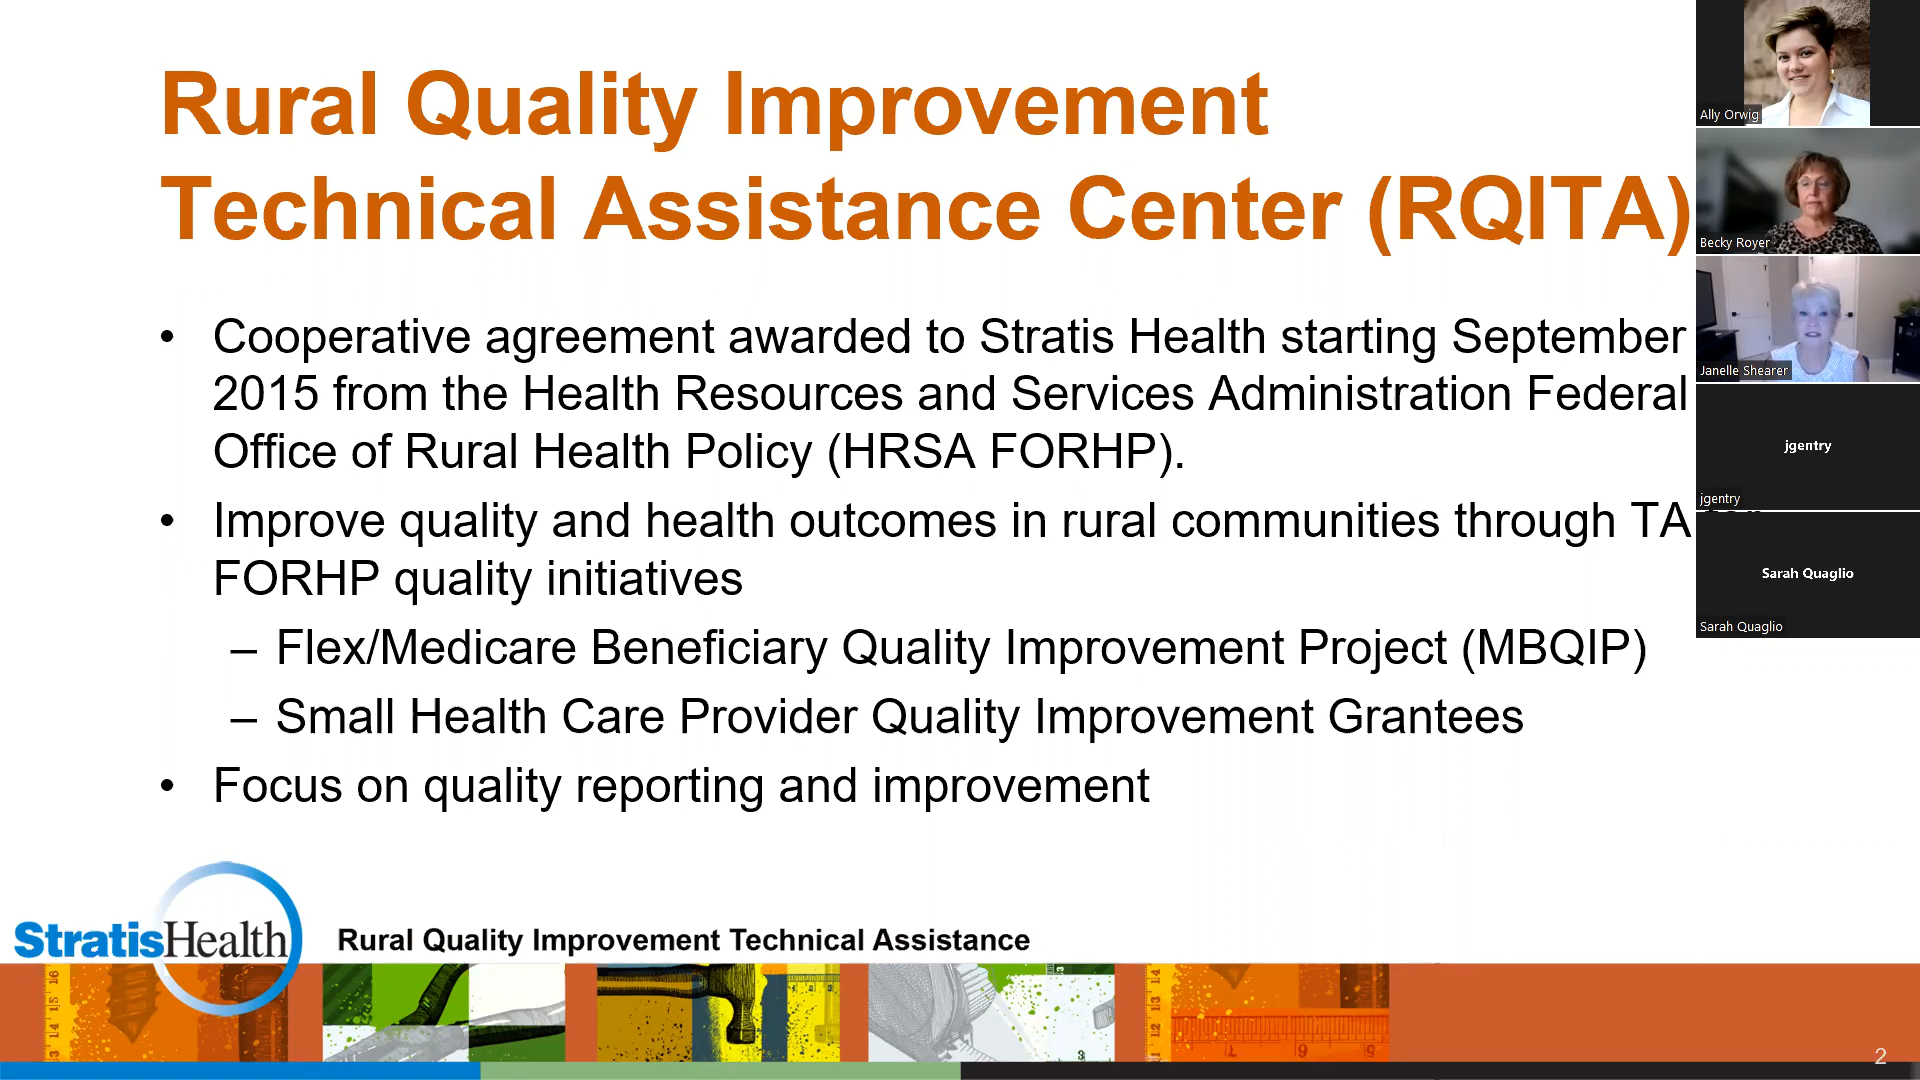 Rural Quality Improvement
Technical Assistance Center (RQITA)
• Cooperative agreement awarded to Stratis Health starting September
2015 from the Health Resources and Services Administration Federal
Office of Rural Health Policy (HRSA FORHP).
• Improve quality and health outcomes in rural communities through TA
FORHP quality initiatives
– Flex/Medicare Beneficiary Quality Improvement Project (MBQIP)
– Small Health Care Provider Quality Improvement Grantees
• Focus on quality reporting and improvement
StratisHealth
Rural Quality Improvement Technical Assistance
2
Ally Orwig
Becky Royer
Janelle Shearer
jgentry
jgentry
Sarah Quaglio
Sarah Quaglio